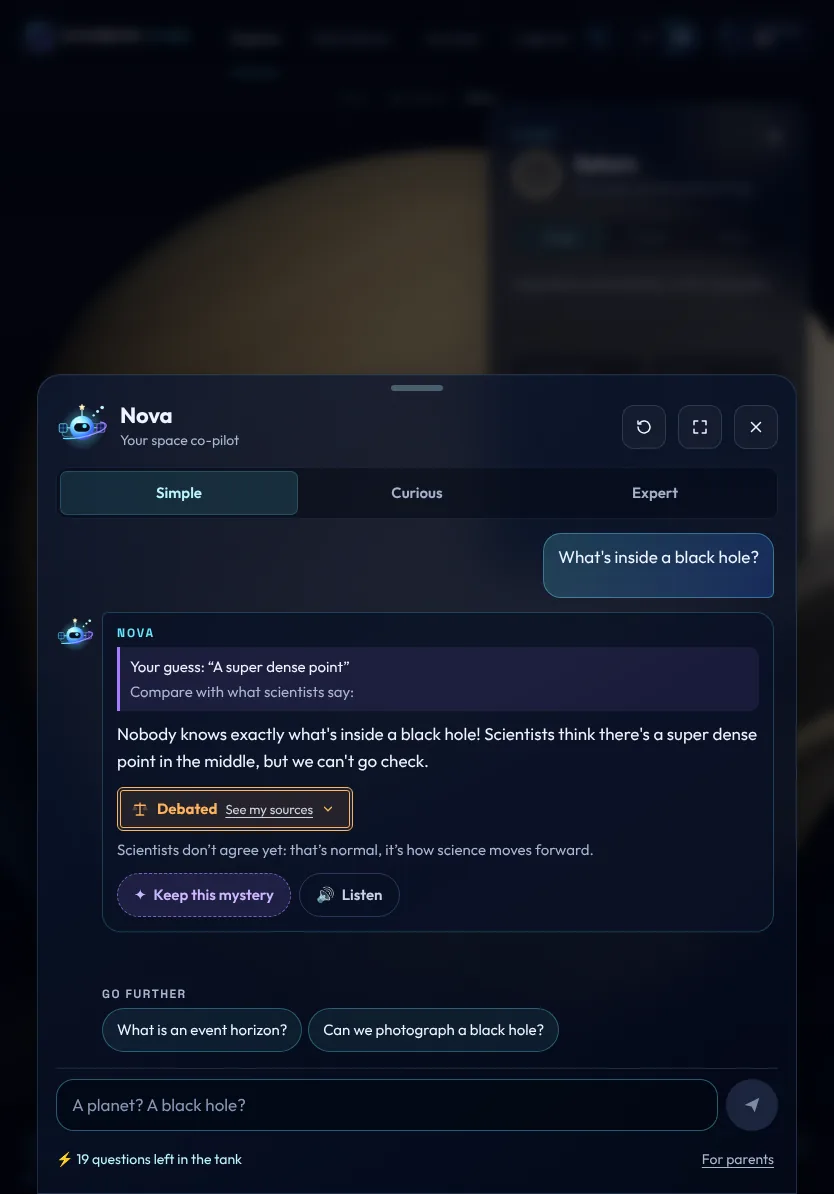 Nova
Your space co-pilot
Simple
Curious
Expert
What's inside a black hole?
NOVA
Your guess: “A super dense point”
Compare with what scientists say:
Nobody knows exactly what's inside a black hole! Scientists think there's a super dense
point in the middle, but we can't go check.
Debated See my sources
Scientists don’t agree yet: that’s normal, it’s how science moves forward.
Keep this mystery
Listen
GO FURTHER
What is an event horizon?
Can we photograph a black hole?
A planet? A black hole?
19 questions left in the tank
For parents